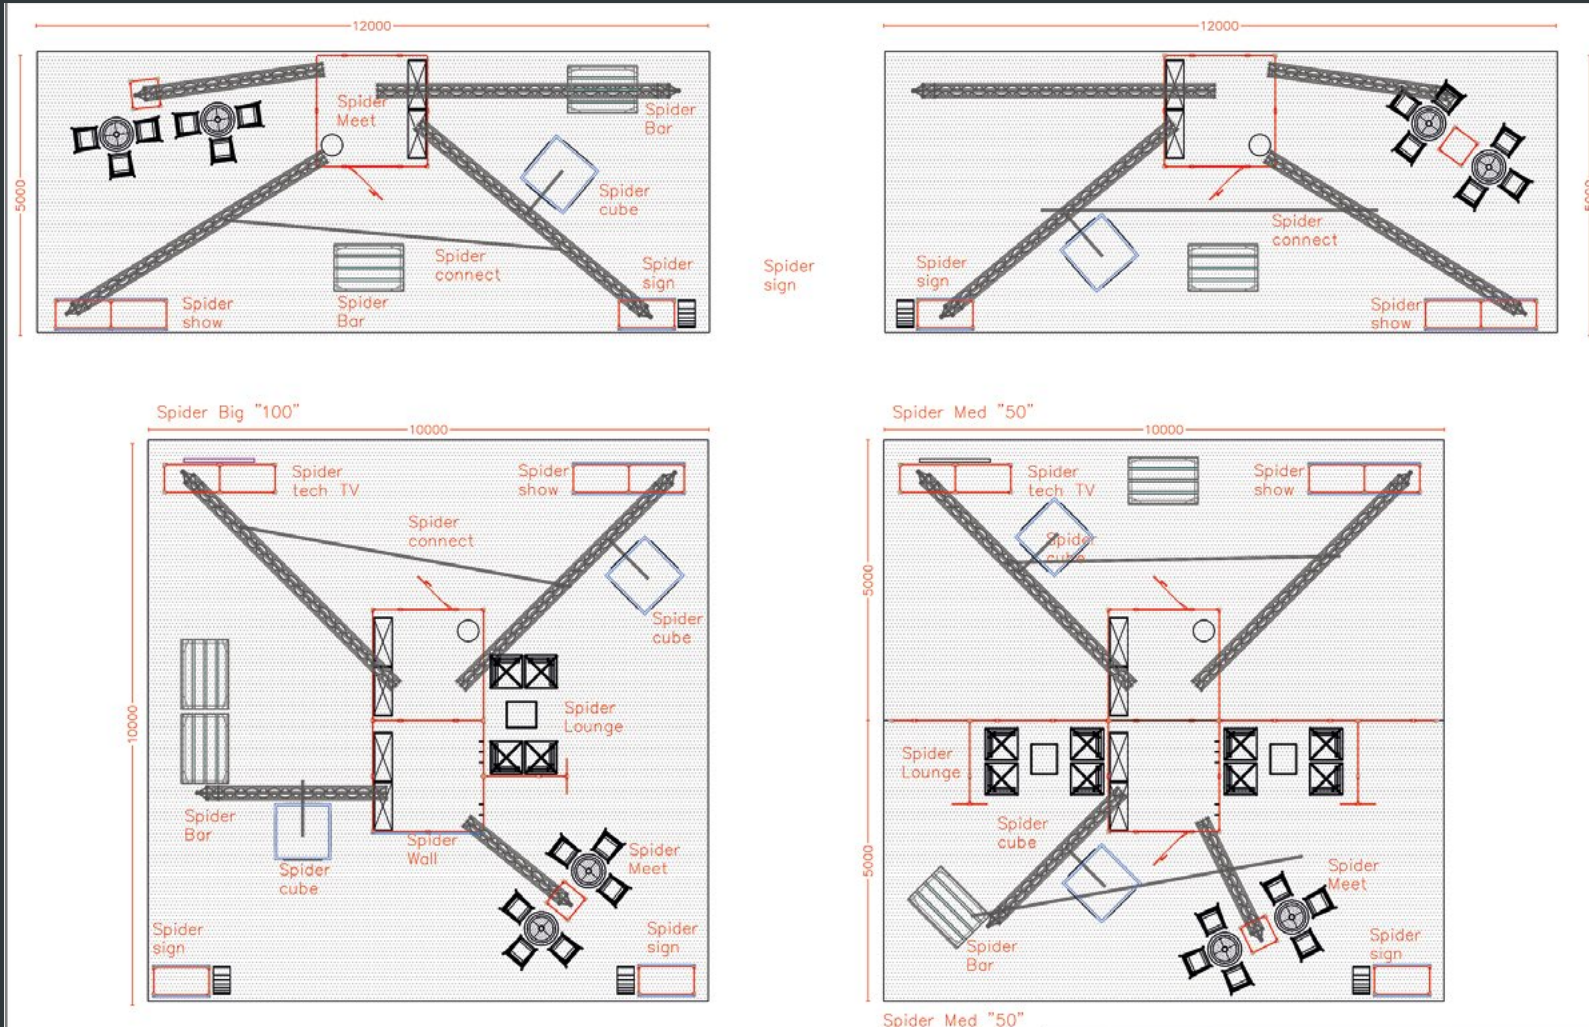 12000
5000
Spider
Meet
Spider
Bar
Spider
cube
Spider
connect
Spider
sign
Spider
show
Spider
Bar
Spider
sign
12000
Spider
connect
Spider
sign
Spider
show
Spider Big "100"
10000
10000
Spider
tech TV
Spider
show
Spider
connect
Spider
cube
Spider
Lounge
Spider
Bar
Spider
Wall
Spider
cube
Spider
Meet
Spider
sign
Spider
sign
Spider Med "50"
10000
5000
5000
Spider
tech TV
Spider
show
Spider
cube
Spider
Lounge
Spider
cube
Spider
Meet
Spider
Bar
Spider
sign
Spider Med "50"